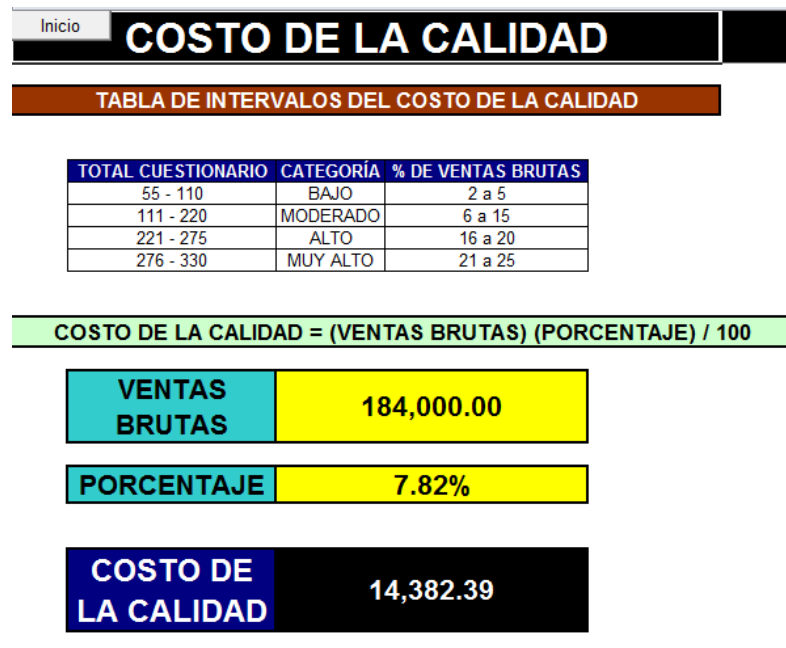 Inicio
COSTO DE LA CALIDAD
TABLA DE INTERVALOS DEL COSTO DE LA CALIDAD
TOTAL CUESTIONARIO CATEGORÍA % DE VENTAS BRUTAS
55 - 110 BAJO 2 a 5
111 - 220 MODERADO 6 a 15
221 - 275 ALTO 16 a 20
276 - 330 MUY ALTO 21 a 25
COSTO DE LA CALIDAD = (VENTAS BRUTAS) (PORCENTAJE) / 100
VENTAS
BRUTAS
184,000.00
PORCENTAJE 7.82%
COSTO DE
LA CALIDAD
14,382.39